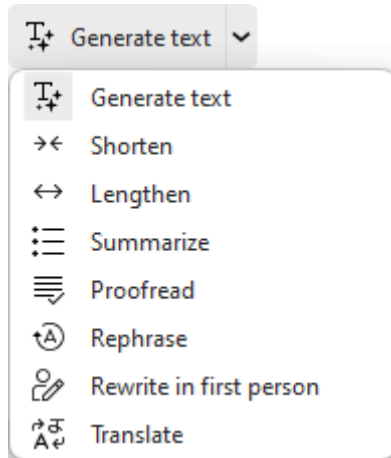 Generate text
Generate text
Shorten
Lengthen
Summarize
Proofread
Rephrase
Rewrite in first person
Translate